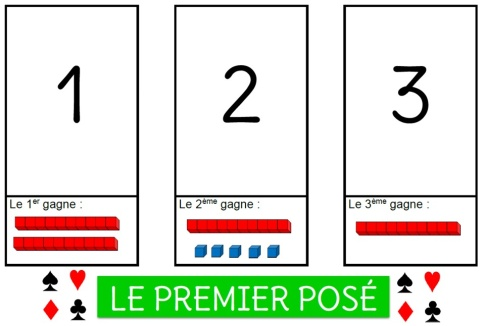 1
2
3
Le 1er gagne :
Le 2ème gagne :
Le 3ème gagne :
LE PREMIER POSÉ